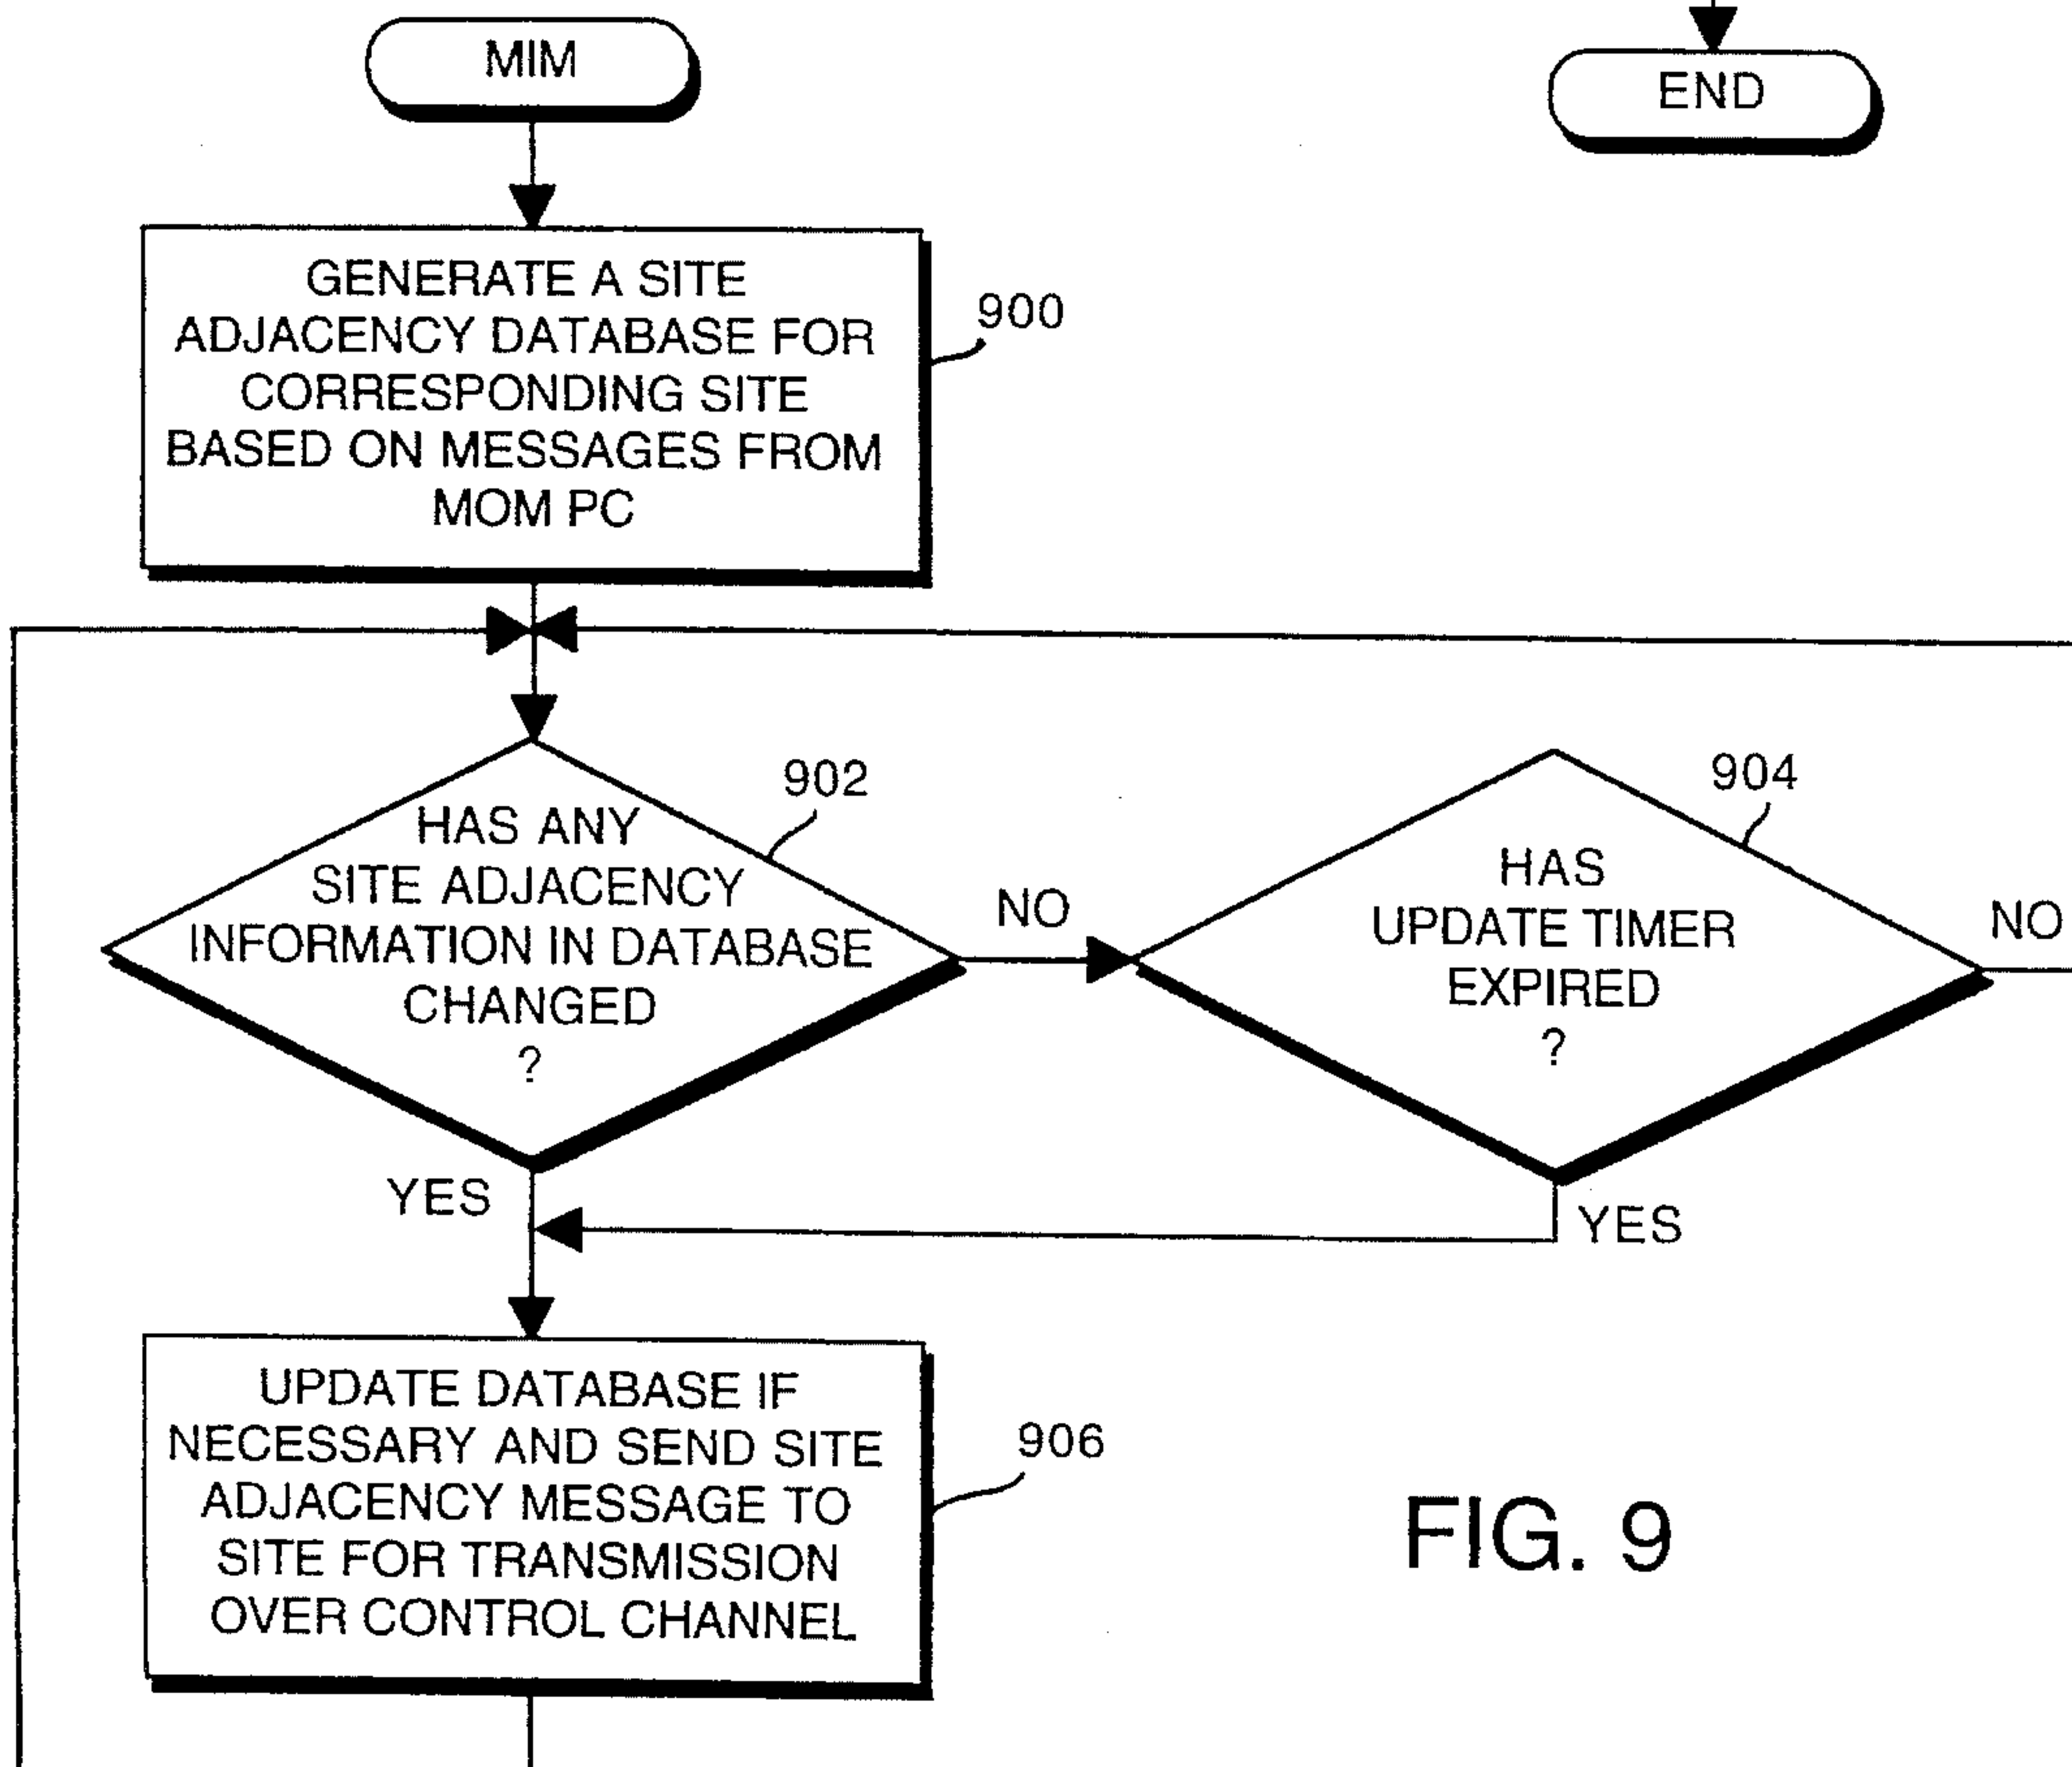 MIM
END
GENERATE A SITE
ADJACENCY DATABASE FOR
CORRESPONDING SITE
BASED ON MESSAGES FROM
MOM PC
900
HAS ANY
SITE ADJACENCY
INFORMATION IN DATABASE
CHANGED
?
902
NO
HAS
UPDATE TIMER
EXPIRED
?
904
NO
YES
YES
UPDATE DATABASE IF
NECESSARY AND SEND SITE
ADJACENCY MESSAGE TO
SITE FOR TRANSMISSION
OVER CONTROL CHANNEL
906
FIG. 9